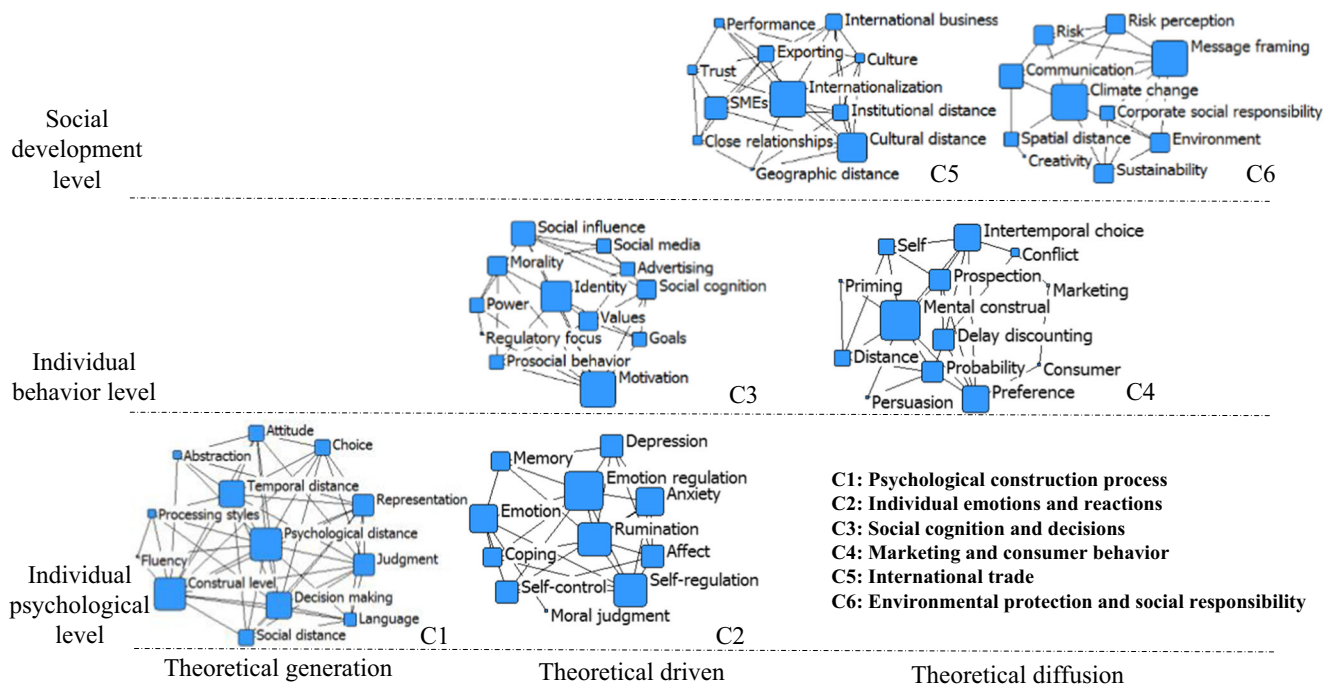 Social
development
level
Performance
International business
Exporting
Culture
Trust
Internationalization
SMEs
Institutional distance
Close relationships
Cultural distance
Geographic distance
C5
Risk perception
Risk
Message framing
Communication
Climate change
Corporate social responsibility
Spatial distance
Environment
Creativity
Sustainability
C6
Individual
behavior level
Social influence
Social media
Morality
Advertising
Identity
Social cognition
Power
Values
Regulatory focus
Goals
Prosocial behavior
Motivation
C3
Intertemporal choice
Self
Conflict
Prospection
Priming
Marketing
Mental construal
Delay discounting
Distance
Probability
Consumer
Persuasion
Preference
C4
Individual
psychological
level
Attitude
Choice
Abstraction
Temporal distance
Representation
Processing styles
Psychological distance
Fluency
Judgment
Construal level
Decision making
Language
Social distance
C1
Depression
Memory
Emotion regulation
Anxiety
Emotion
Rumination
Coping
Affect
Self-control
Self-regulation
Moral judgment
C2
C1: Psychological construction process
C2: Individual emotions and reactions
C3: Social cognition and decisions
C4: Marketing and consumer behavior
C5: International trade
C6: Environmental protection and social responsibility
Theoretical generation
Theoretical driven
Theoretical diffusion